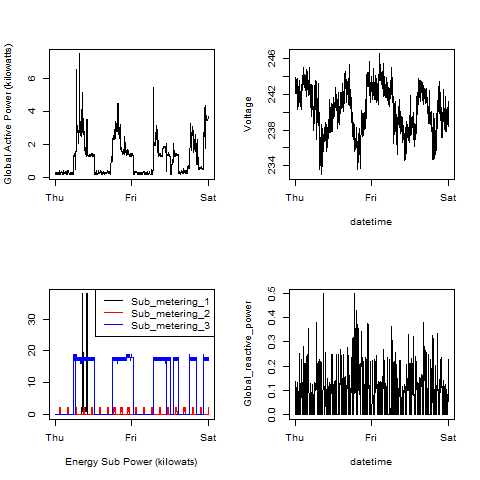 Global Active Power (kilowatts)
0 2 4 6
Thu Fri Sat
Voltage
234 238 242 246
Thu Fri Sat
datetime
0 10 20 30
Sub_metering_1
Sub_metering_2
Sub_metering_3
Thu Fri Sat
Energy Sub Power (kilowats)
Global_reactive_power
0.0 0.1 0.2 0.3 0.4 0.5
Thu Fri Sat
datetime